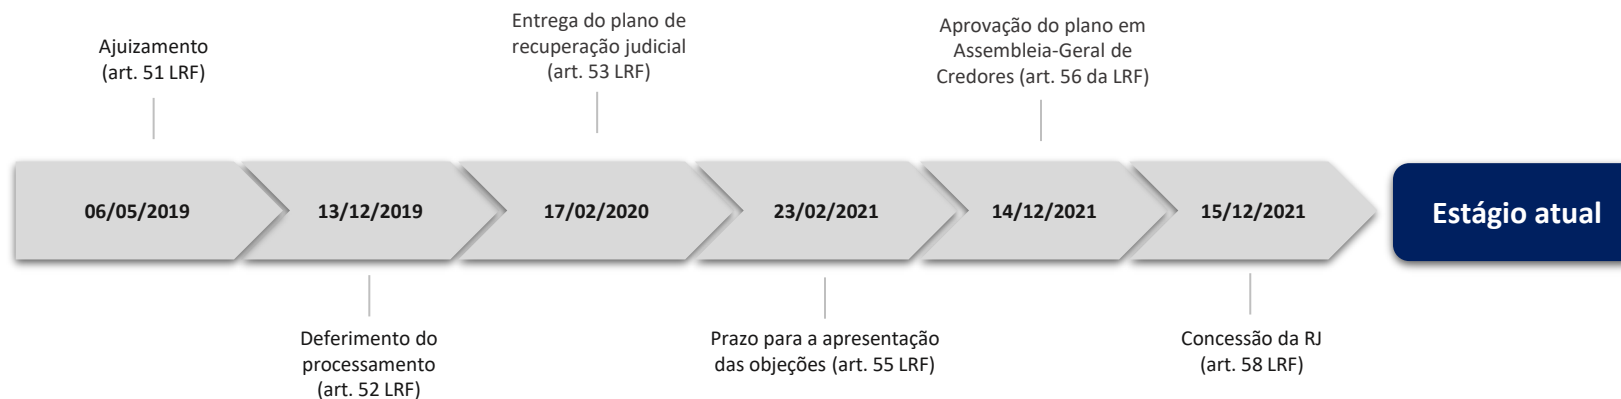 Ajuizamento
(art. 51 LRF)
Entrega do plano de
recuperação judicial
(art. 53 LRF)
Aprovação do plano em
Assembleia-Geral de
Credores (art. 56 da LRF)
06/05/2019
13/12/2019
17/02/2020
23/02/2021
14/12/2021
15/12/2021
Estágio atual
Deferimento do
processamento
(art. 52 LRF)
Prazo para a apresentação
das objeções (art. 55 LRF)
Concessão da RJ
(art. 58 LRF)